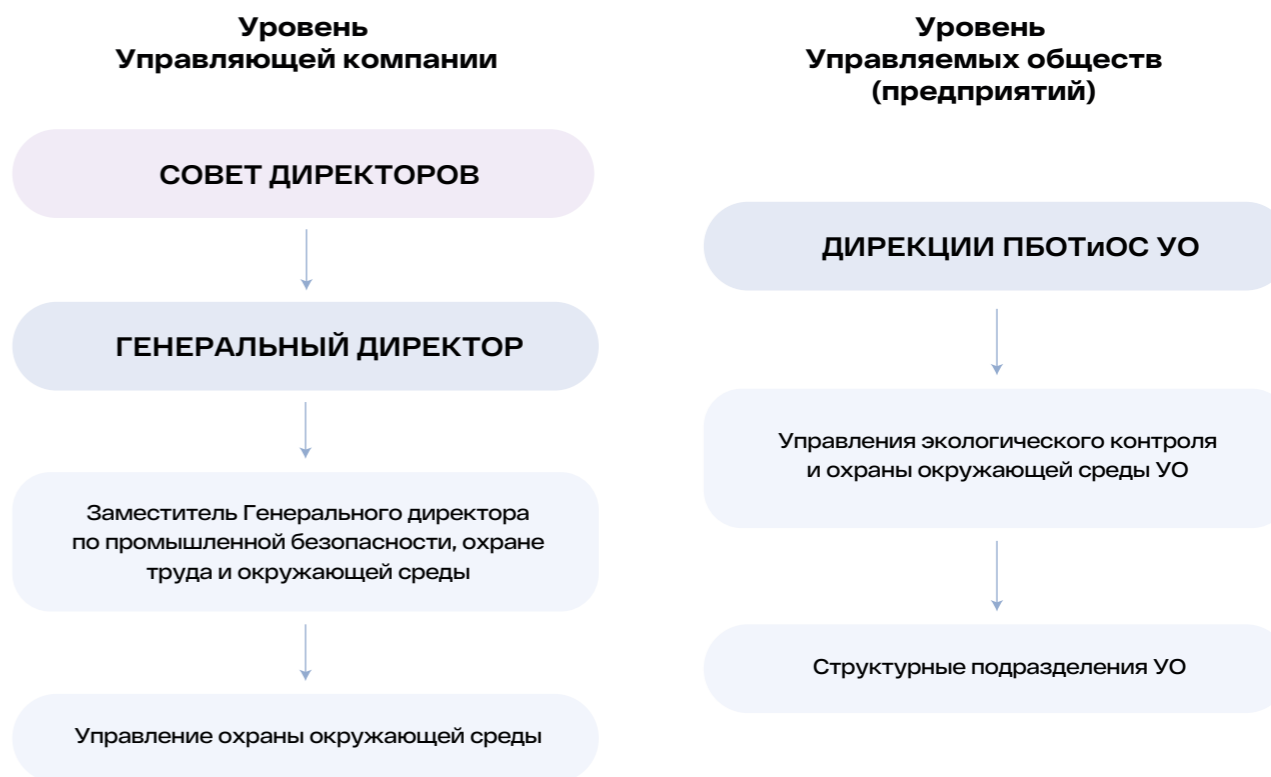 Уровень
Управляющей компании
СОВЕТ ДИРЕКТОРОВ
ГЕНЕРАЛЬНЫЙ ДИРЕКТОР
Заместитель Генерального директора
по промышленной безопасности, охране
труда и окружающей среды
Управление охраны окружающей среды
Уровень
Управляемых обществ
(предприятий)
ДИРЕКЦИИ ПБОТиОС УО
Управления экологического контроля
и охраны окружающей среды УО
Структурные подразделения УО